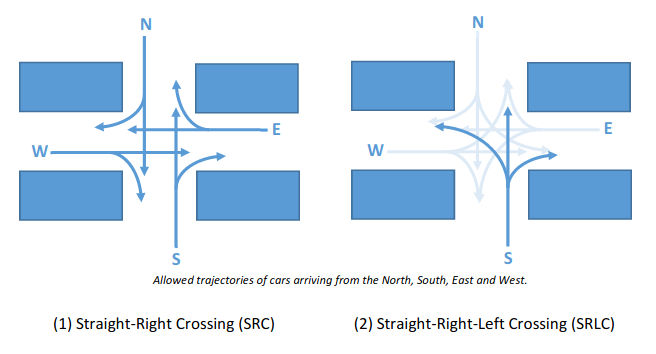 N N
W E W E
S S
Allowed trajectories of cars arriving from the North, South, East and West.
(1) Straight-Right Crossing (SRC) (2) Straight-Right-Left Crossing (SRLC)